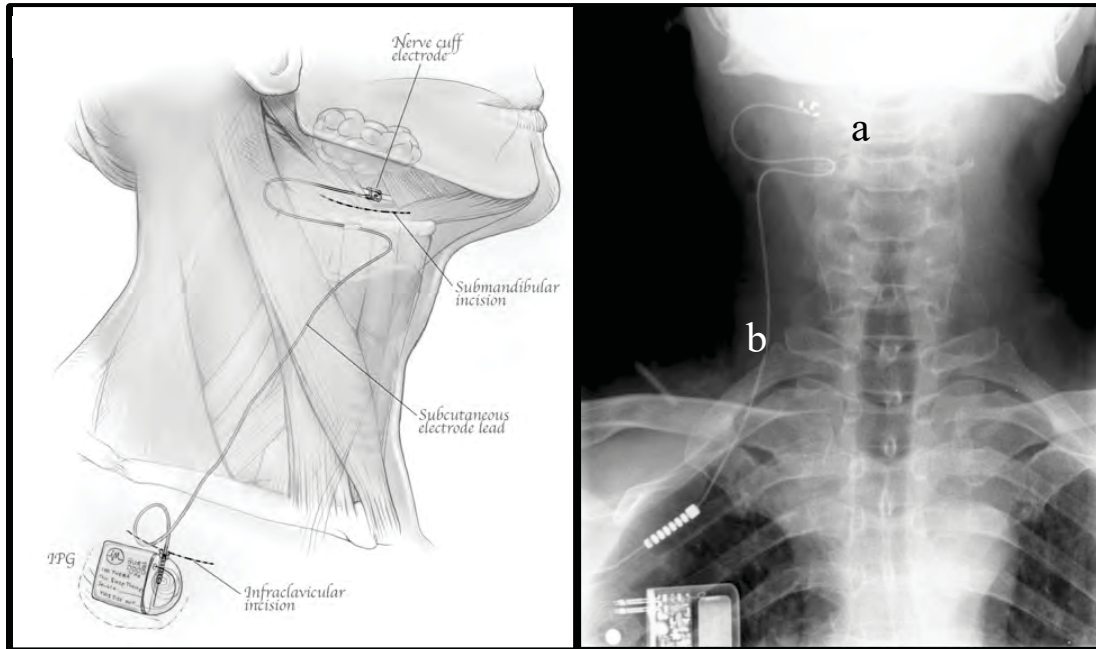 Nerve cuff
electrode
Submandibular
incision
Subcutaneous
electrode lead
IPG
Infraclavicular
incision
a
b